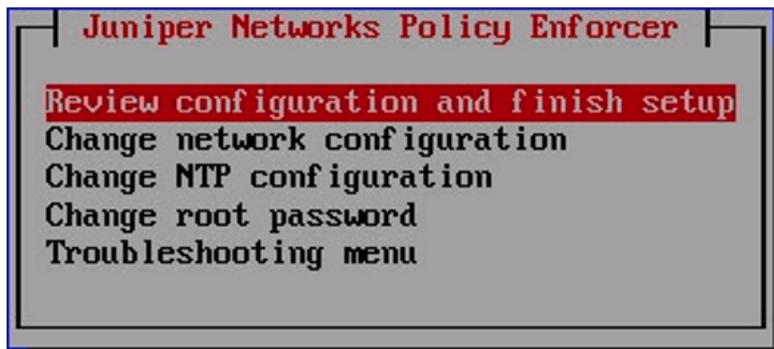 Juniper Networks Policy Enforcer
Review configuration and finish setup
Change network configuration
Change NTP configuration
Change root password
Troubleshooting menu